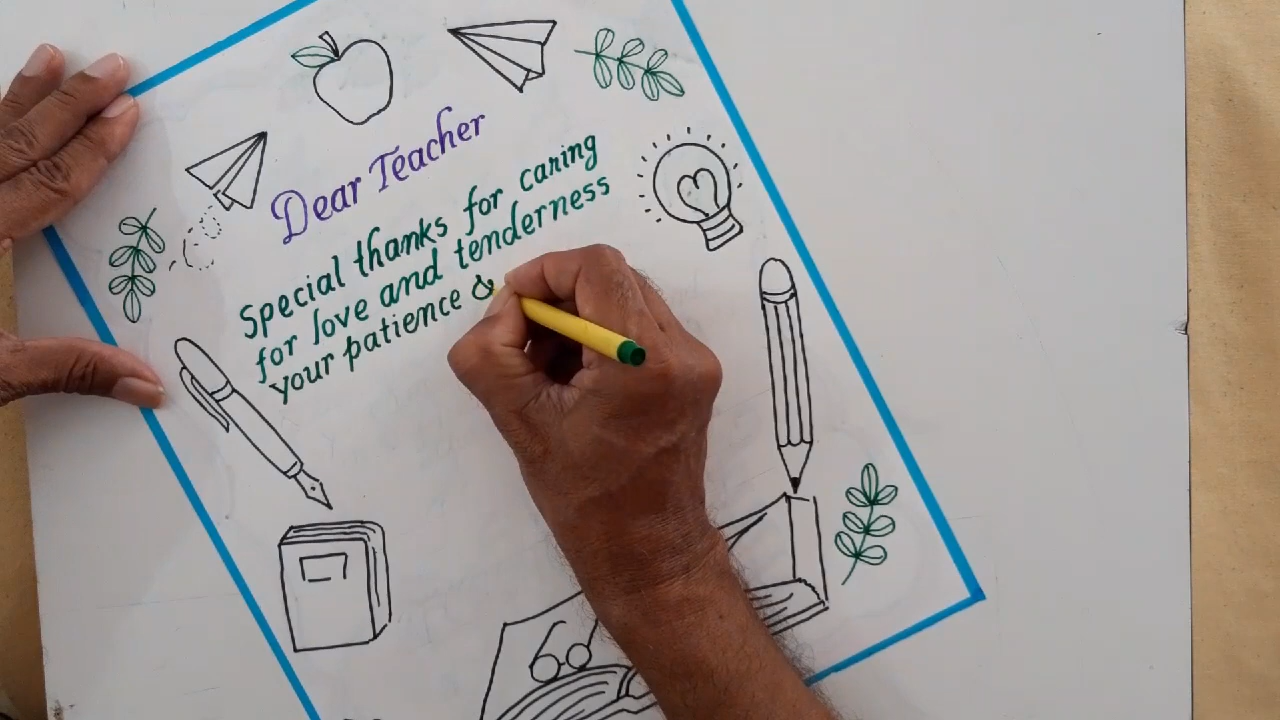 Dear Teacher
Special thanks for caring
for love and tenderness
your patience &